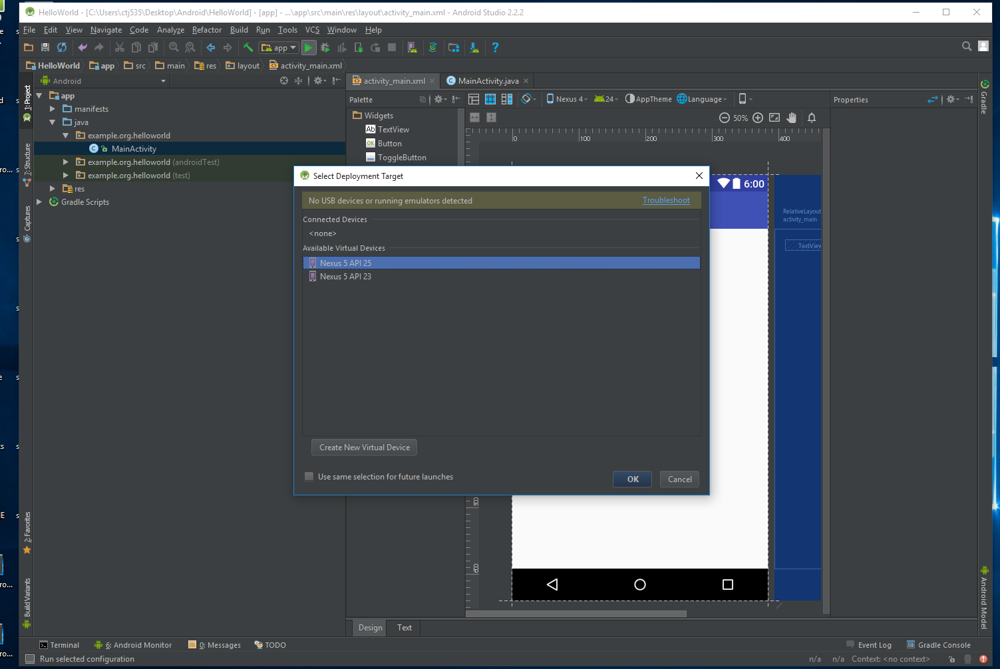 HelloWorld - [C:\Users\ctj535\Desktop\Android\HelloWorld] - [app] - ...\app\src\main\res\layout\activity_main.xml - Android Studio 2.2.2
File Edit View Navigate Code Analyze Refactor Build Run Tools VCS Window Help
app
HelloWorld app src main res layout activity_main.xml
1: Project
7: Structure
Captures
2: Favorites
Build Variants
Android
app
manifests
java
example.org.helloworld
MainActivity
example.org.helloworld (androidTest)
example.org.helloworld (test)
res
Gradle Scripts
activity_main.xml MainActivity.java
Palette
Widgets
Ab TextView
OK Button
ToggleButton
Nexus 4 24 AppTheme Language
50%
0 100 200 300 400
6:00
RelativeLayout
activity_main
TextView
500
600
Properties
Gradle
Android Model
Select Deployment Target
No USB devices or running emulators detected Troubleshoot
Connected Devices
<none>
Available Virtual Devices
Nexus 5 API 25
Nexus 5 API 23
Create New Virtual Device
Use same selection for future launches
OK Cancel
Design Text
Terminal 6: Android Monitor 0: Messages TODO Event Log Gradle Console
Run selected configuration n/a n/a Context: <no context>